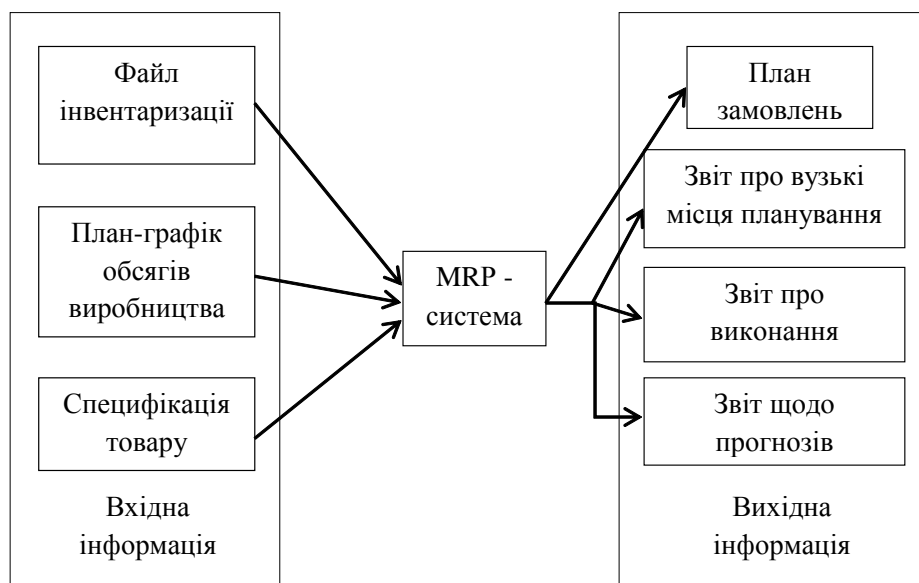 Файл
інвентаризації
План-графік
обсягів
виробництва
Специфікація
товару
Вхідна
інформація
MRP -
система
План
замовлень
Звіт про вузькі
місця планування
Звіт про
виконання
Звіт щодо
прогнозів
Вихідна
інформація